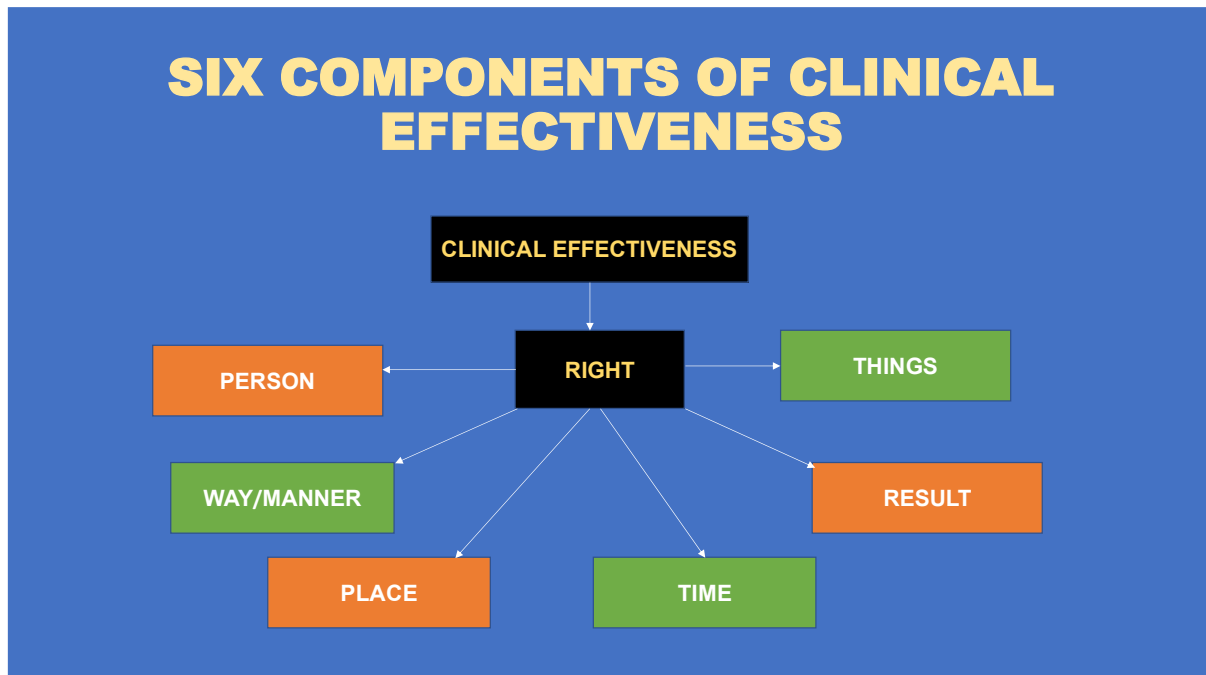 SIX COMPONENTS OF CLINICAL
EFFECTIVENESS
CLINICAL EFFECTIVENESS
RIGHT
THINGS
PERSON
WAY/MANNER
RESULT
PLACE
TIME